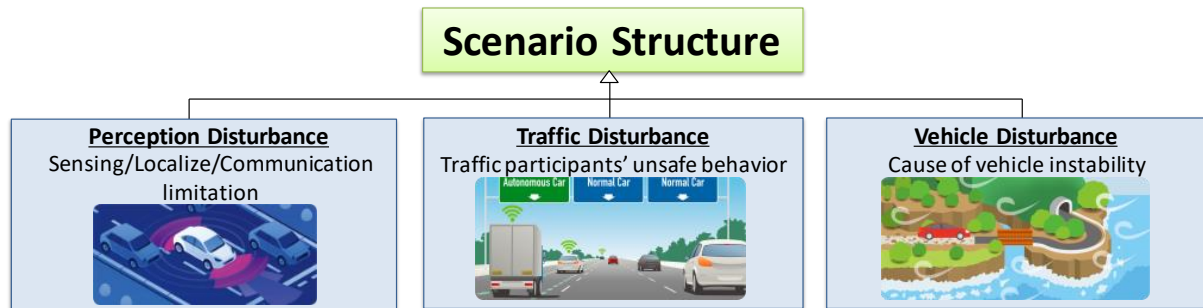 Scenario Structure
Perception Disturbance
Sensing/Localize/Communication
limitation
Traffic Disturbance
Traffic participants' unsafe behavior
Autonomous Car
Normal Car
Normal Car
Vehicle Disturbance
Cause of vehicle instability